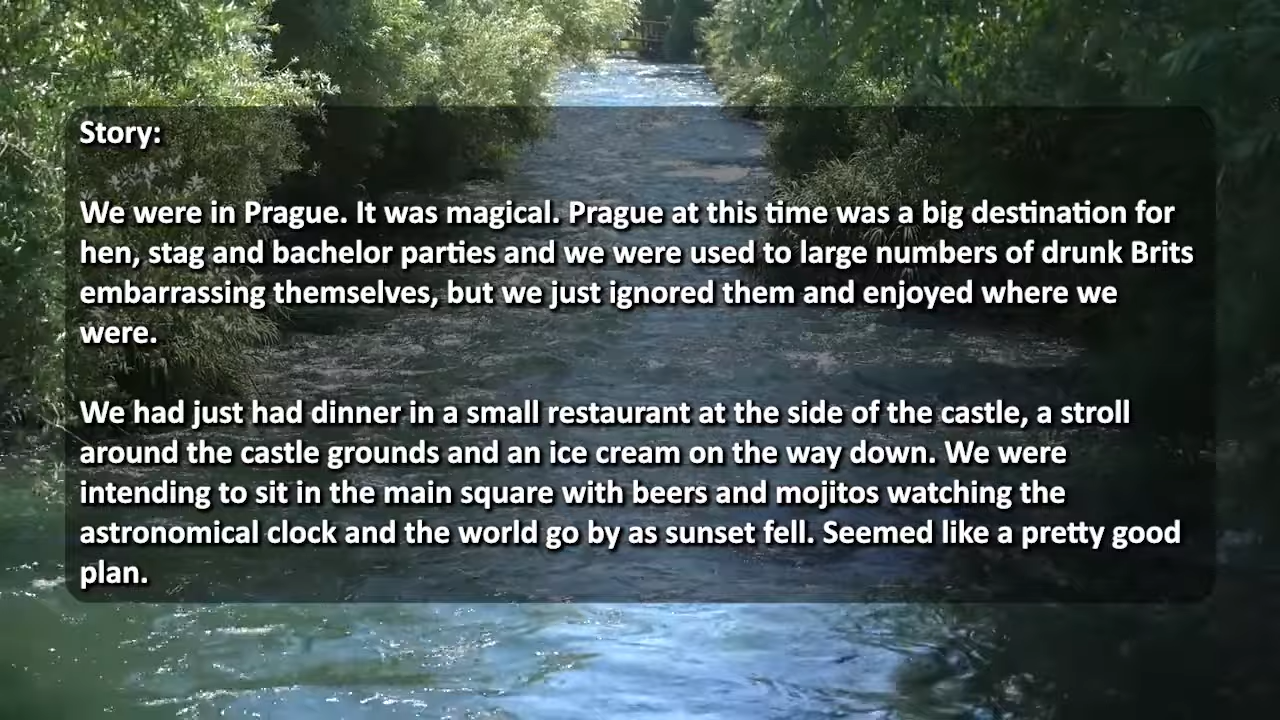 Story:
We were in Prague. It was magical. Prague at this time was a big destination for
hen, stag and bachelor parties and we were used to large numbers of drunk Brits
embarrassing themselves, but we just ignored them and enjoyed where we
were.
We had just had dinner in a small restaurant at the side of the castle, a stroll
around the castle grounds and an ice cream on the way down. We were
intending to sit in the main square with beers and mojitos watching the
astronomical clock and the world go by as sunset fell. Seemed like a pretty good
plan.